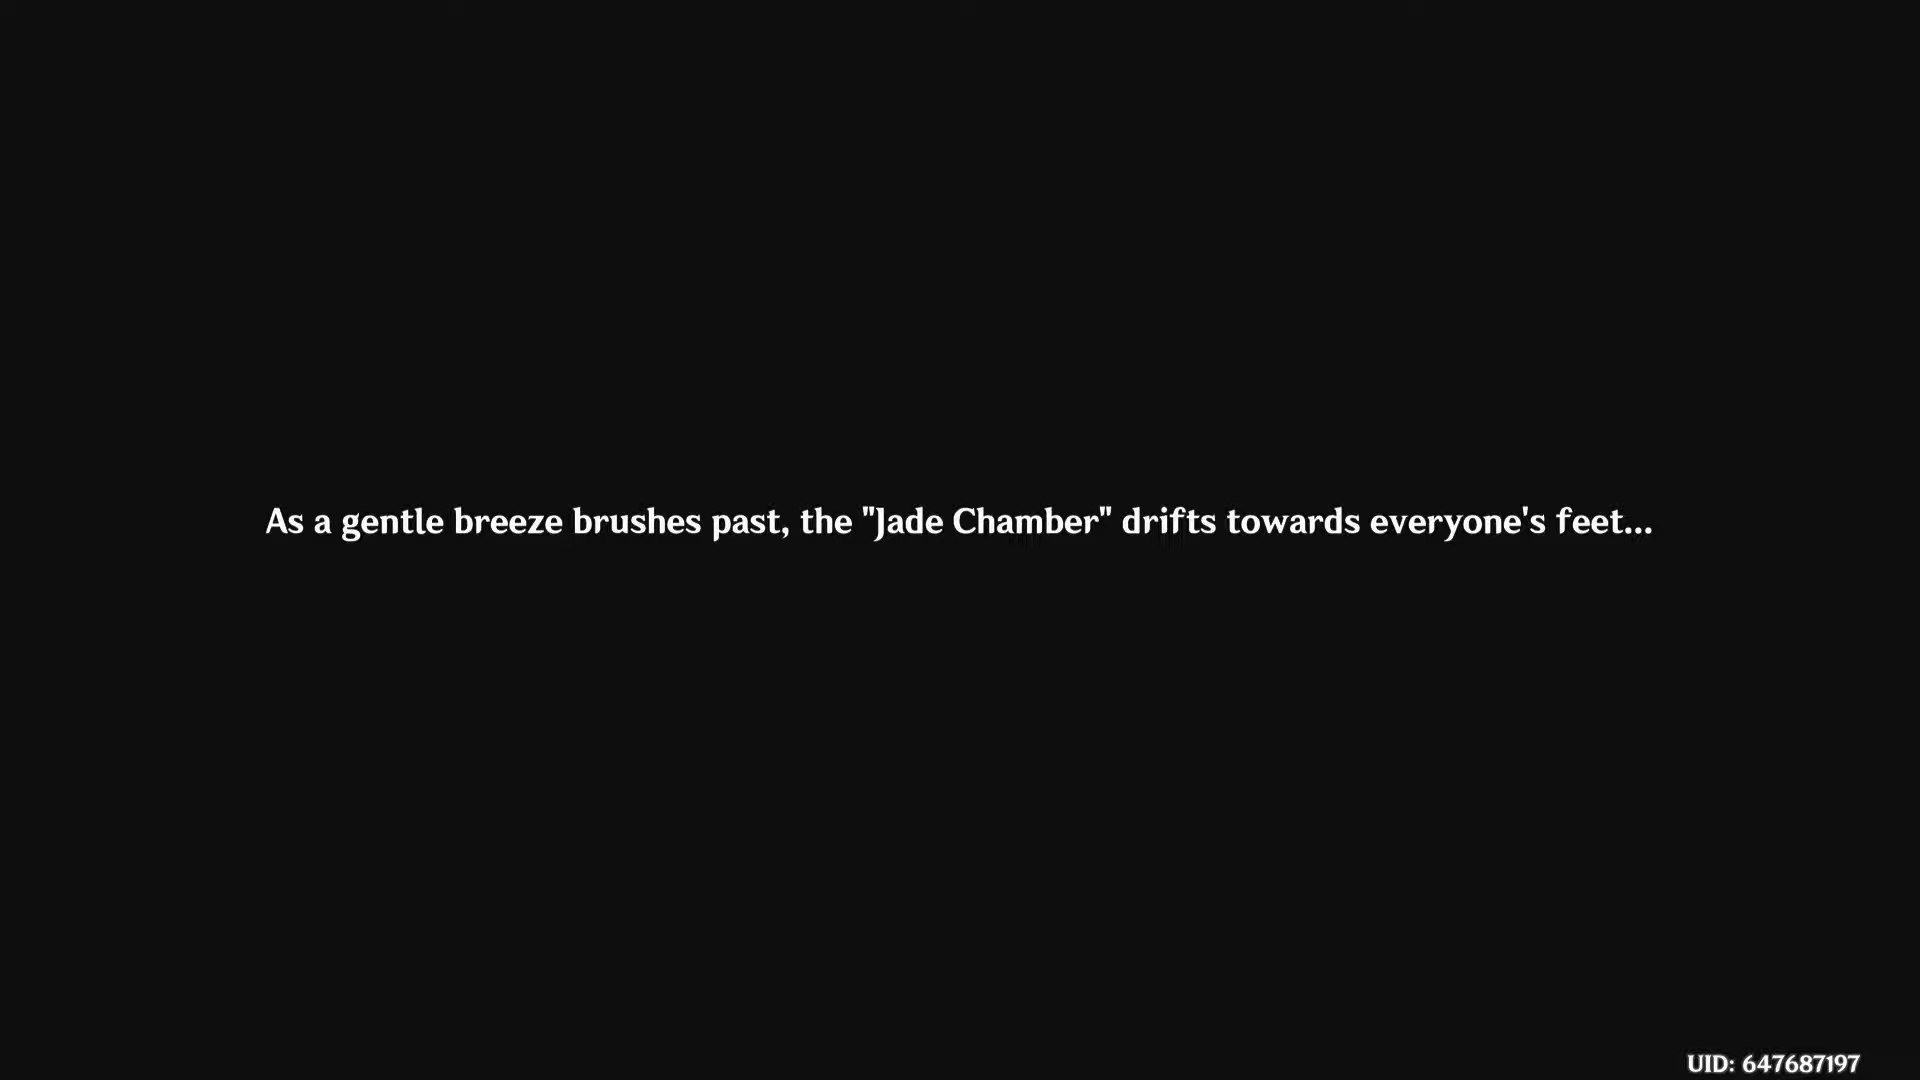 As a gentle breeze brushes past, the "Jade Chamber" drifts towards everyone's feet...
UID: 647687197